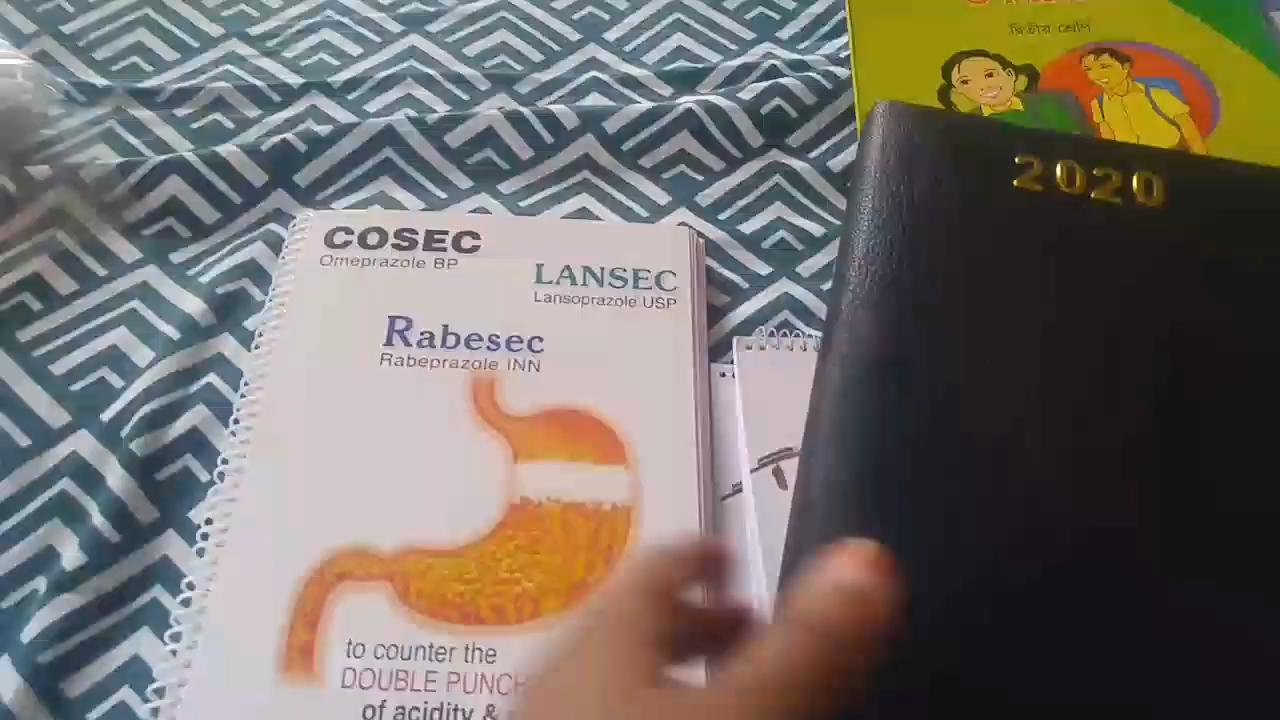 দ্বিতীয় শ্রেণি
2020
COSEC
Omeprazole BP
LANSEC
Lansoprazole USP
Rabesec
Rabeprazole INN
to counter the
DOUBLE PUNCH
of acidity &